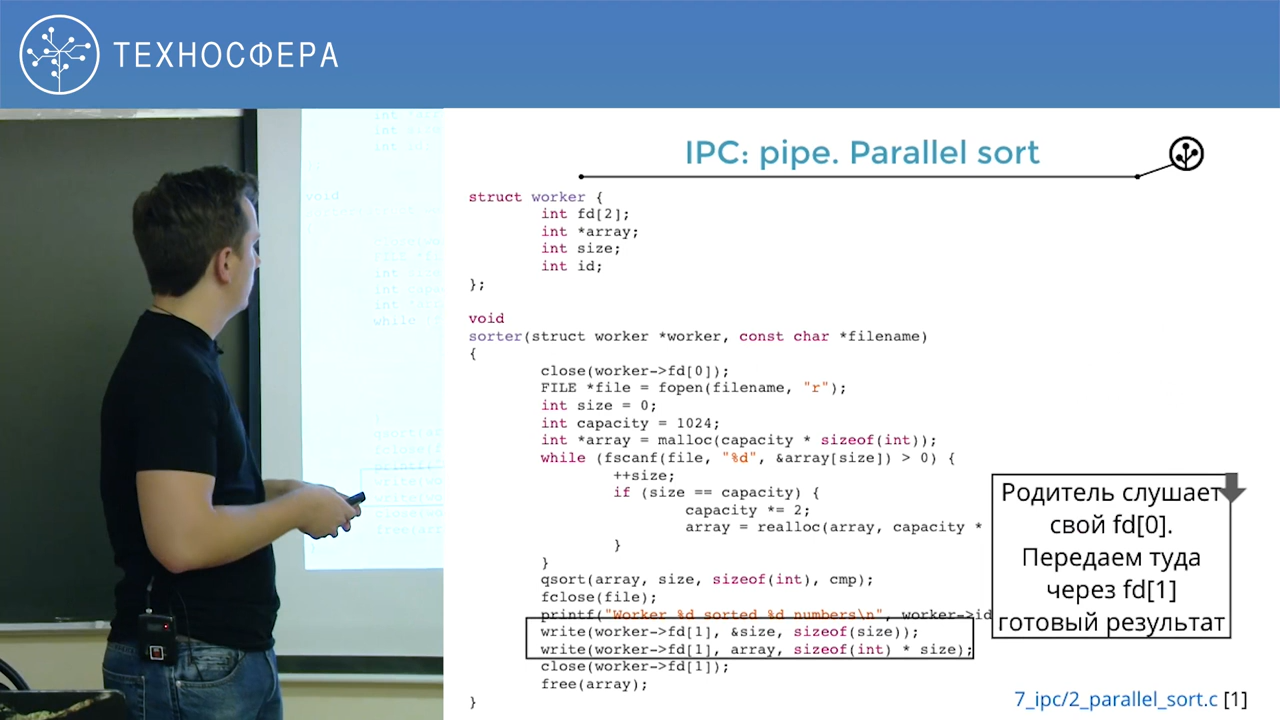 ТЕХНОСФЕРА
IPC: pipe. Parallel sort
struct worker {
int fd[2];
int *array;
int size;
int id;
};
void
sorter(struct worker *worker, const char *filename)
{
close(worker->fd[0]);
FILE *file = fopen(filename, "r");
int size = 0;
int capacity = 1024;
int *array = malloc(capacity * sizeof(int));
while (fscanf(file, "%d", &array[size]) > 0) {
++size;
if (size == capacity) {
capacity *= 2;
array = realloc(array, capacity *
}
}
qsort(array, size, sizeof(int), cmp);
fclose(file);
printf("Worker %d sorted %d numbers\n", worker->id
write(worker->fd[1], &size, sizeof(size));
write(worker->fd[1], array, sizeof(int) * size);
close(worker->fd[1]);
free(array);
}
Родитель слушает
свой fd[0].
Передаем туда
через fd[1]
готовый результат
7_ipc/2_parallel_sort.c [1]